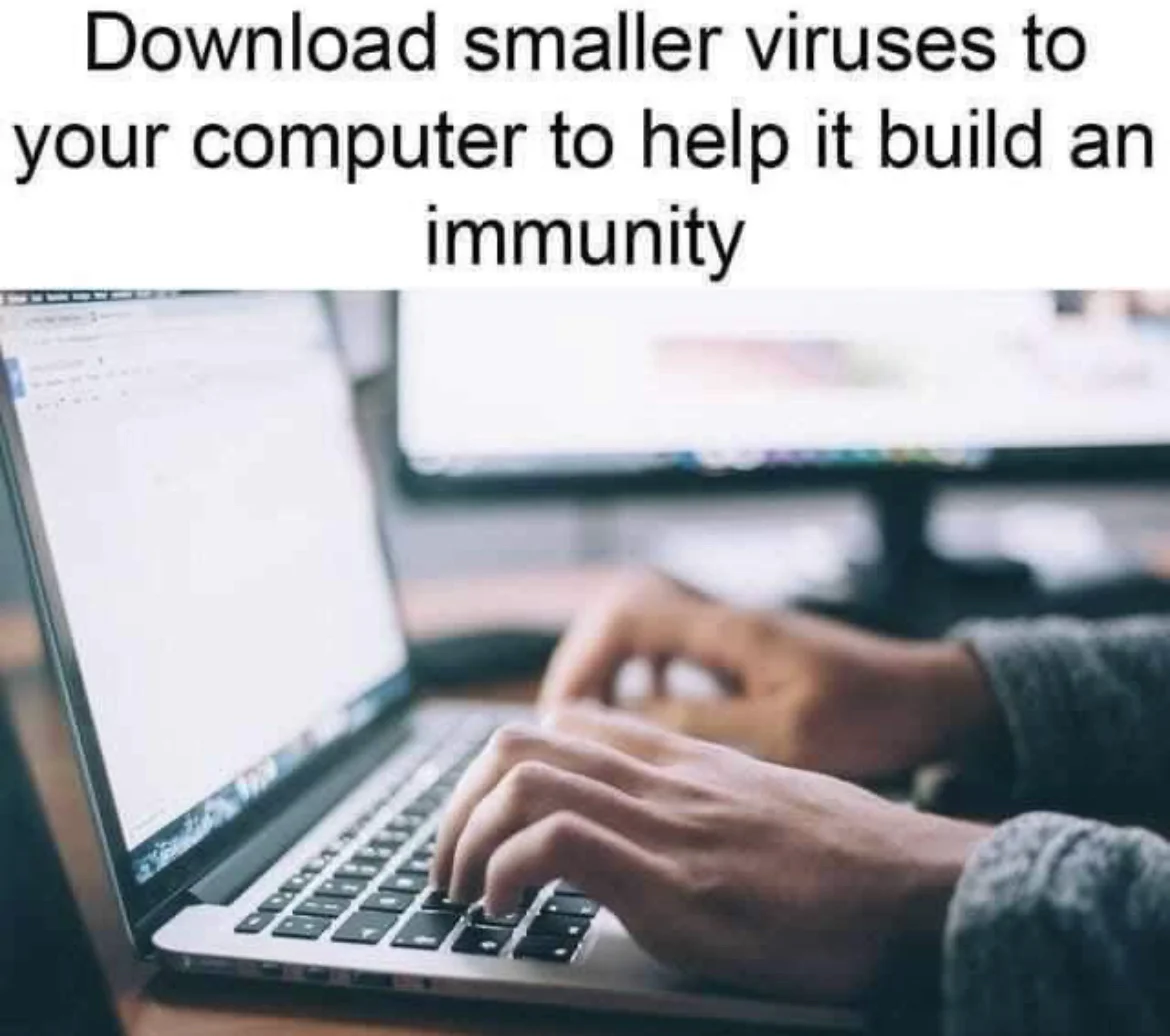 Download smaller viruses to
your computer to help it build an
immunity